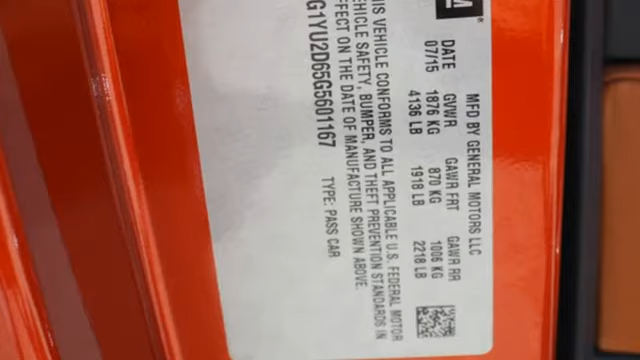 GM
MFD BY GENERAL MOTORS LLC
DATE GVWR GAWR FRT GAWR RR
07/15 1876 KG 870 KG 1006 KG
4136 LB 1918 LB 2218 LB
VEHICLE CONFORMS TO ALL APPLICABLE U.S. FEDERAL MOTOR
VEHICLE SAFETY, BUMPER, AND THEFT PREVENTION STANDARDS IN
EFFECT ON THE DATE OF MANUFACTURE SHOWN ABOVE.
G1YU2D65G5601167 TYPE: PASS CAR